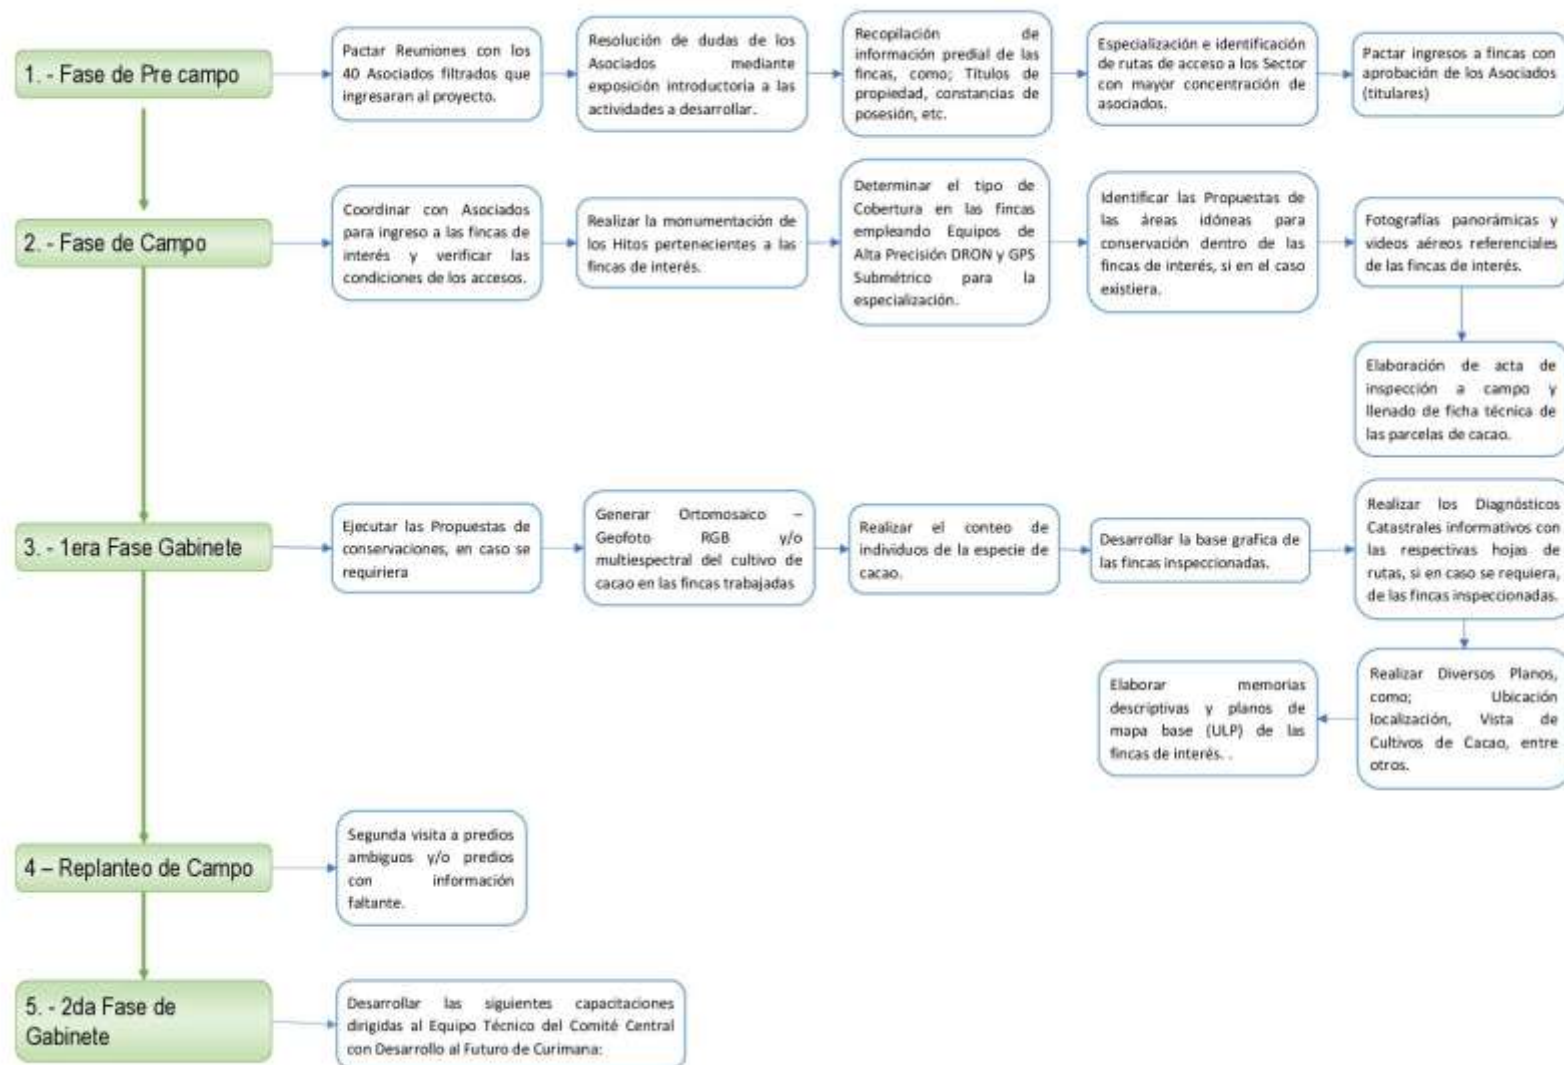 1. - Fase de Pre campo
Pactar Reuniones con los
40 Asociados filtrados que
ingresaran al proyecto.
Resolución de dudas de los
Asociados mediante
exposición introductoria a las
actividades a desarrollar.
Recopilación de
información predial de las
fincas, como; Títulos de
propiedad, constancias de
posesión, etc.
Especialización e identificación
de rutas de acceso a los Sector
con mayor concentración de
asociados.
Pactar ingresos a fincas con
aprobación de los Asociados
(titulares)
2. - Fase de Campo
Coordinar con Asociados
para ingreso a las fincas de
interés y verificar las
condiciones de los accesos.
Realizar la monumentación de
los Hitos pertenecientes a las
fincas de interés.
Determinar el tipo de
Cobertura en las fincas
empleando Equipos de
Alta Precisión DRON y GPS
Submétrico para la
especialización.
Identificar las Propuestas de
las áreas idóneas para
conservación dentro de las
fincas de interés, si en el caso
existiera.
Fotografías panorámicas y
videos aéreos referenciales
de las fincas de interés.
Elaboración de acta de
inspección a campo y
llenado de ficha técnica de
las parcelas de cacao.
3. - 1era Fase Gabinete
Ejecutar las Propuestas de
conservaciones, en caso se
requiriera
Generar Ortomosaico –
Geofoto RGB y/o
multiespectral del cultivo de
cacao en las fincas trabajadas
Realizar el conteo de
individuos de la especie de
cacao.
Desarrollar la base grafica de
las fincas inspeccionadas.
Realizar los Diagnósticos
Catastrales informativos con
las respectivas hojas de
rutas, si en caso se requiera,
de las fincas inspeccionadas.
Realizar Diversos Planos,
como; Ubicación
localización, Vista de
Cultivos de Cacao, entre
otros.
Elaborar memorias
descriptivas y planos de
mapa base (ULP) de las
fincas de interés. .
4 – Replanteo de Campo
Segunda visita a predios
ambiguos y/o predios
con información
faltante.
5. - 2da Fase de
Gabinete
Desarrollar las siguientes capacitaciones
dirigidas al Equipo Técnico del Comité Central
con Desarrollo al Futuro de Curimana: